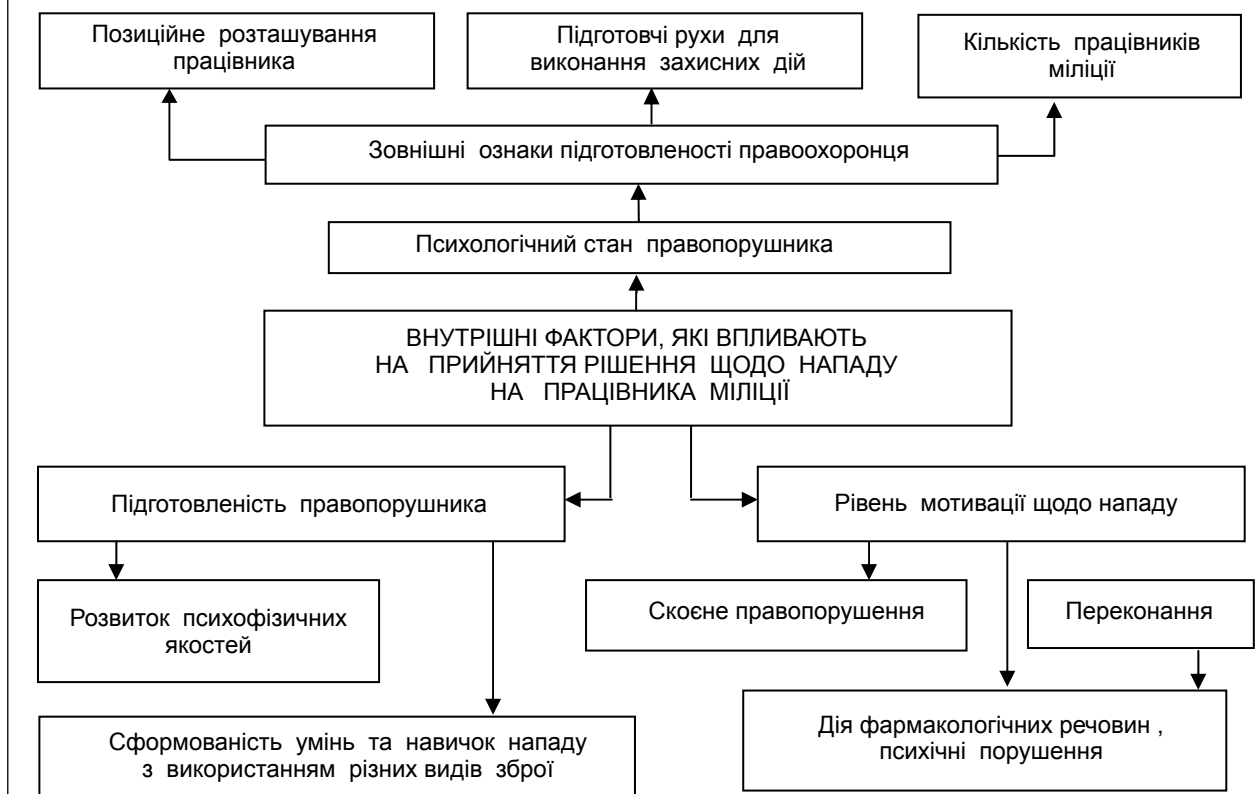 Позиційне розташування
працівника
Підготовчі рухи для
виконання захисних дій
Кількість працівників
міліції
Зовнішні ознаки підготовленості правоохоронця
Психологічний стан правопорушника
ВНУТРІШНІ ФАКТОРИ, ЯКІ ВПЛИВАЮТЬ
НА ПРИЙНЯТТЯ РІШЕННЯ ЩОДО НАПАДУ
НА ПРАЦІВНИКА МІЛІЦІЇ
Підготовленість правопорушника
Рівень мотивації щодо нападу
Розвиток психофізичних
якостей
Скоєне правопорушення
Переконання
Сформованість умінь та навичок нападу
з використанням різних видів зброї
Дія фармакологічних речовин ,
психічні порушення